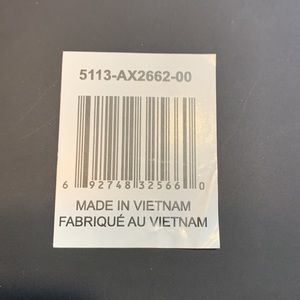 5113-AX2662-00
6 92748 32566 0
MADE IN VIETNAM
FABRIQUÉ AU VIETNAM